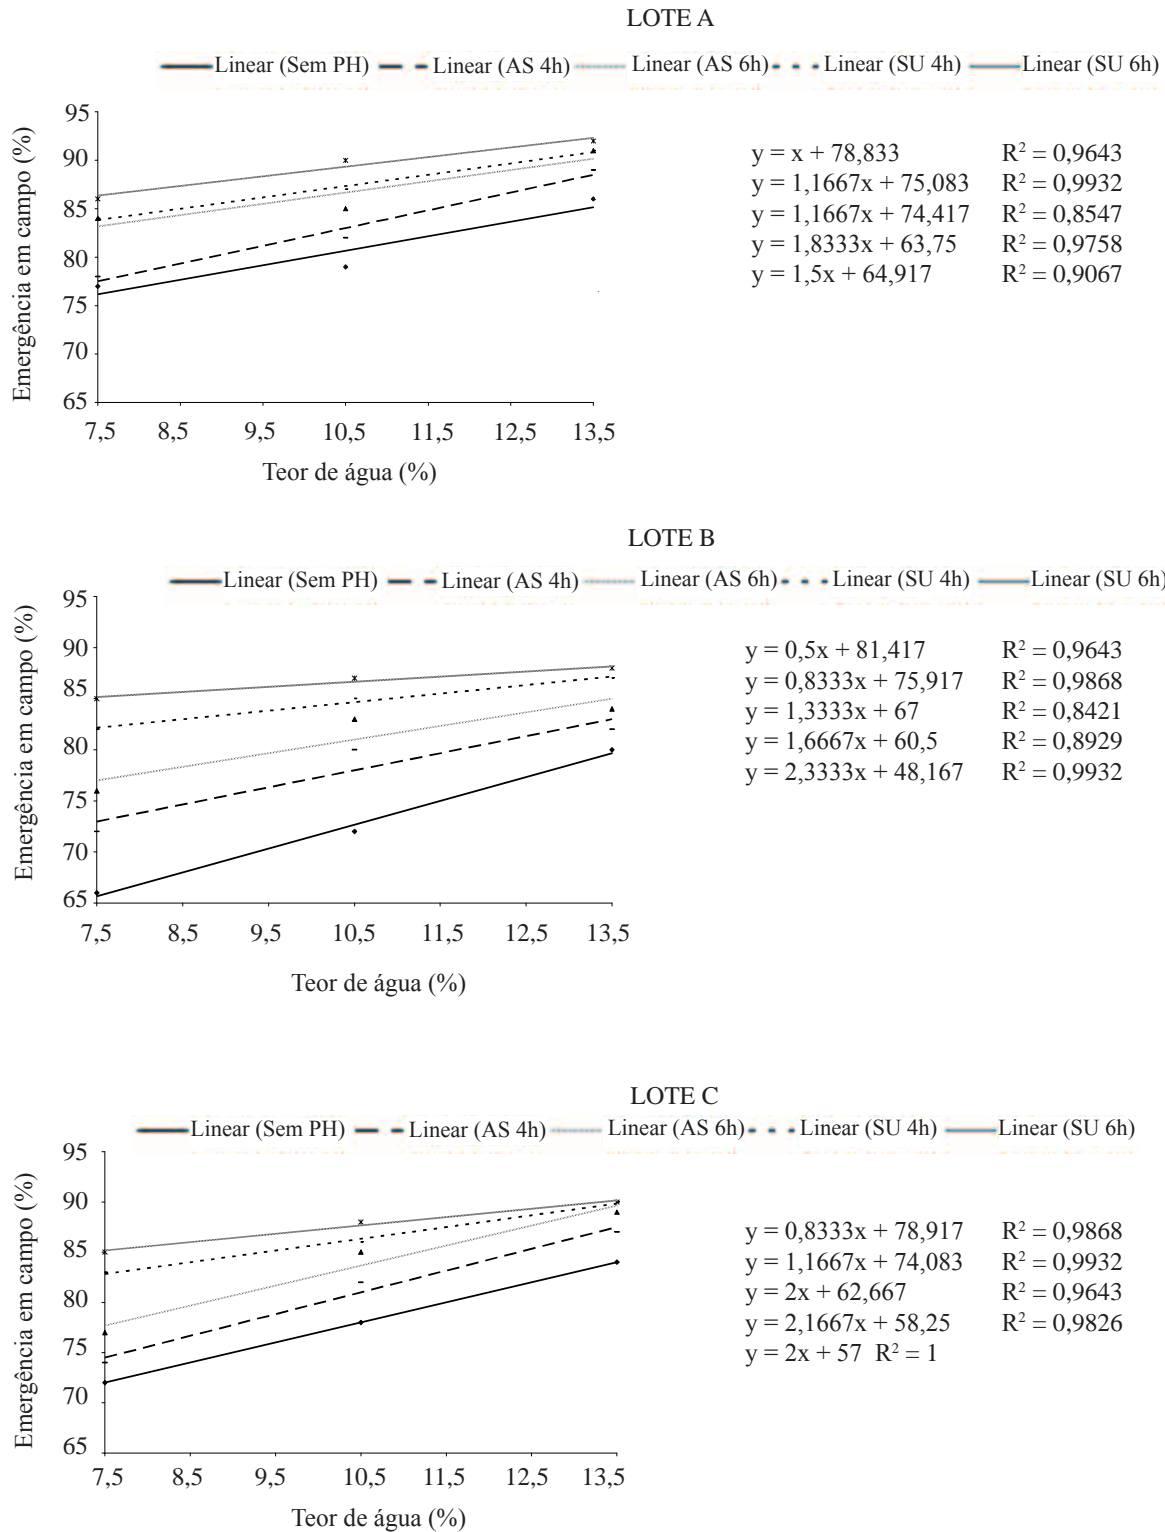 LOTE A
Linear (Sem PH) Linear (AS 4h) Linear (AS 6h) Linear (SU 4h) Linear (SU 6h)
Emergência em campo (%)
95
90
85
80
75
70
65
7,5 8,5 9,5 10,5 11,5 12,5 13,5
Teor de água (%)
y = x + 78,833 R² = 0,9643
y = 1,1667x + 75,083 R² = 0,9932
y = 1,1667x + 74,417 R² = 0,8547
y = 1,8333x + 63,75 R² = 0,9758
y = 1,5x + 64,917 R² = 0,9067
LOTE B
Linear (Sem PH) Linear (AS 4h) Linear (AS 6h) Linear (SU 4h) Linear (SU 6h)
Emergência em campo (%)
95
90
85
80
75
70
65
7,5 8,5 9,5 10,5 11,5 12,5 13,5
Teor de água (%)
y = 0,5x + 81,417 R² = 0,9643
y = 0,8333x + 75,917 R² = 0,9868
y = 1,3333x + 67 R² = 0,8421
y = 1,6667x + 60,5 R² = 0,8929
y = 2,3333x + 48,167 R² = 0,9932
LOTE C
Linear (Sem PH) Linear (AS 4h) Linear (AS 6h) Linear (SU 4h) Linear (SU 6h)
Emergência em campo (%)
95
90
85
80
75
70
65
7,5 8,5 9,5 10,5 11,5 12,5 13,5
Teor de água (%)
y = 0,8333x + 78,917 R² = 0,9868
y = 1,1667x + 74,083 R² = 0,9932
y = 2x + 62,667 R² = 0,9643
y = 2,1667x + 58,25 R² = 0,9826
y = 2x + 57 R² = 1